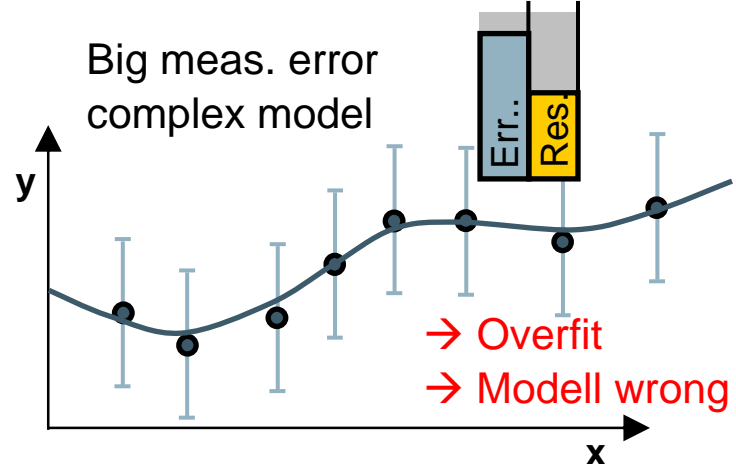 Big meas. error
complex model
Err..
Res.
y
→ Overfit
→ Modell wrong
x